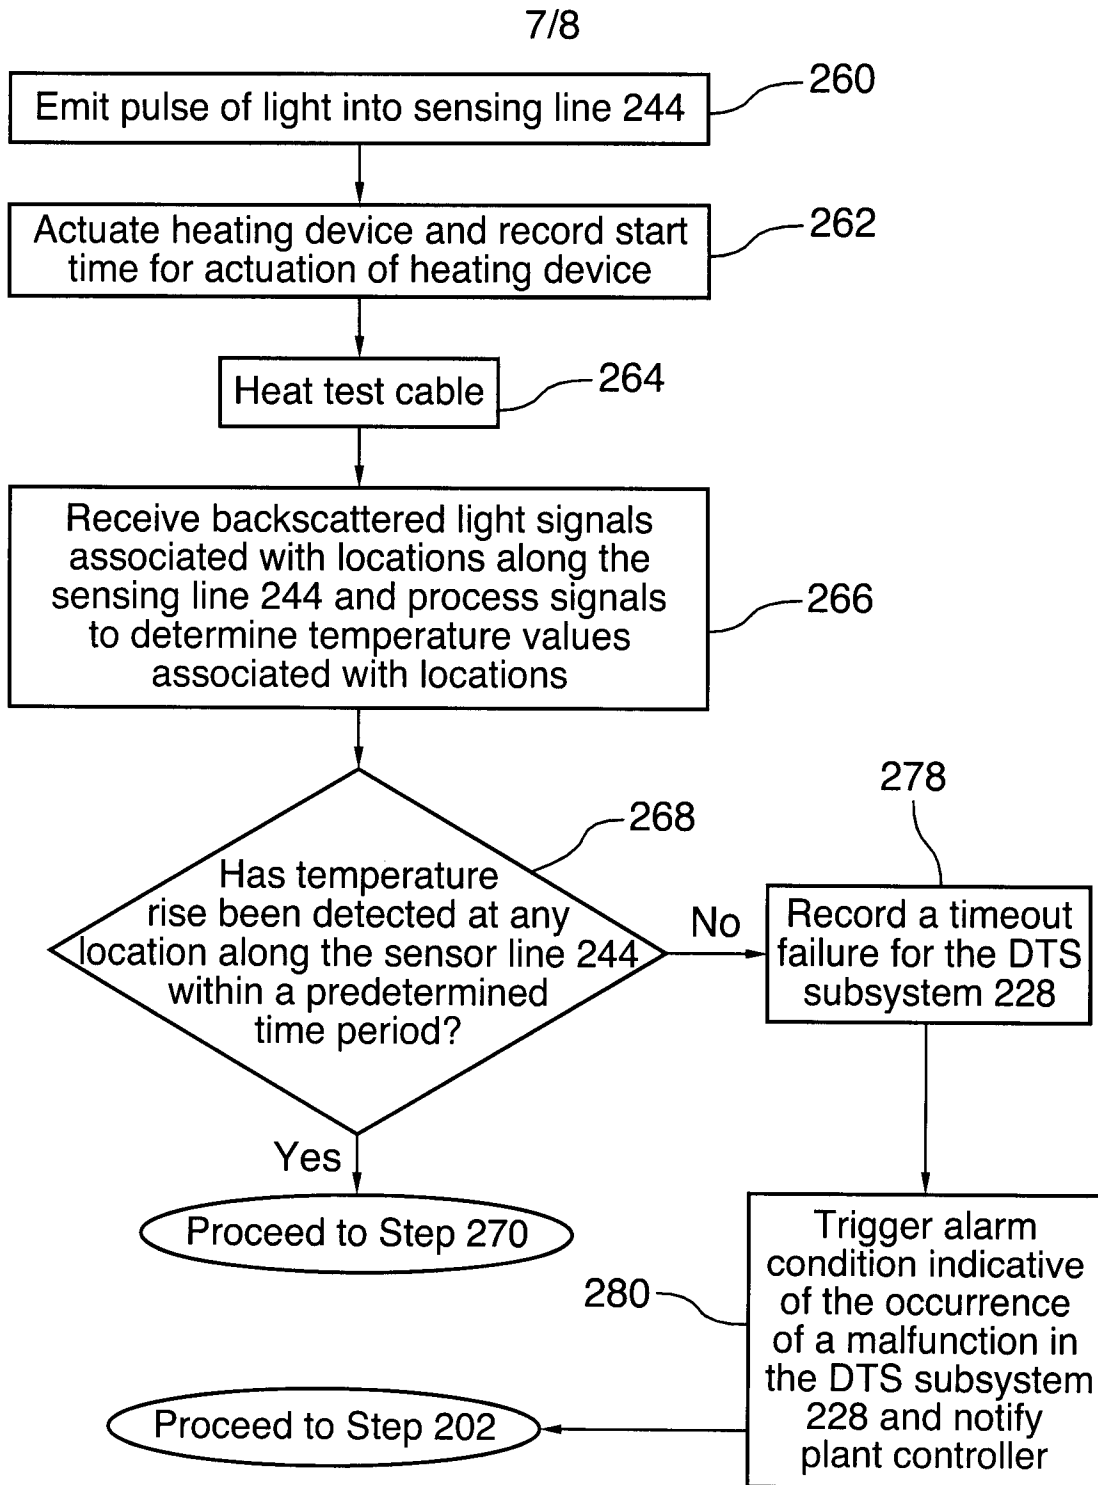 7/8
Emit pulse of light into sensing line 244
260
Actuate heating device and record start
time for actuation of heating device
262
Heat test cable
264
Receive backscattered light signals
associated with locations along the
sensing line 244 and process signals
to determine temperature values
associated with locations
266
Has temperature
rise been detected at any
location along the sensor line 244
within a predetermined
time period?
268
No
278
Record a timeout
failure for the DTS
subsystem 228
Yes
Proceed to Step 270
Trigger alarm
condition indicative
of the occurrence
of a malfunction in
the DTS subsystem
228 and notify
plant controller
280
Proceed to Step 202